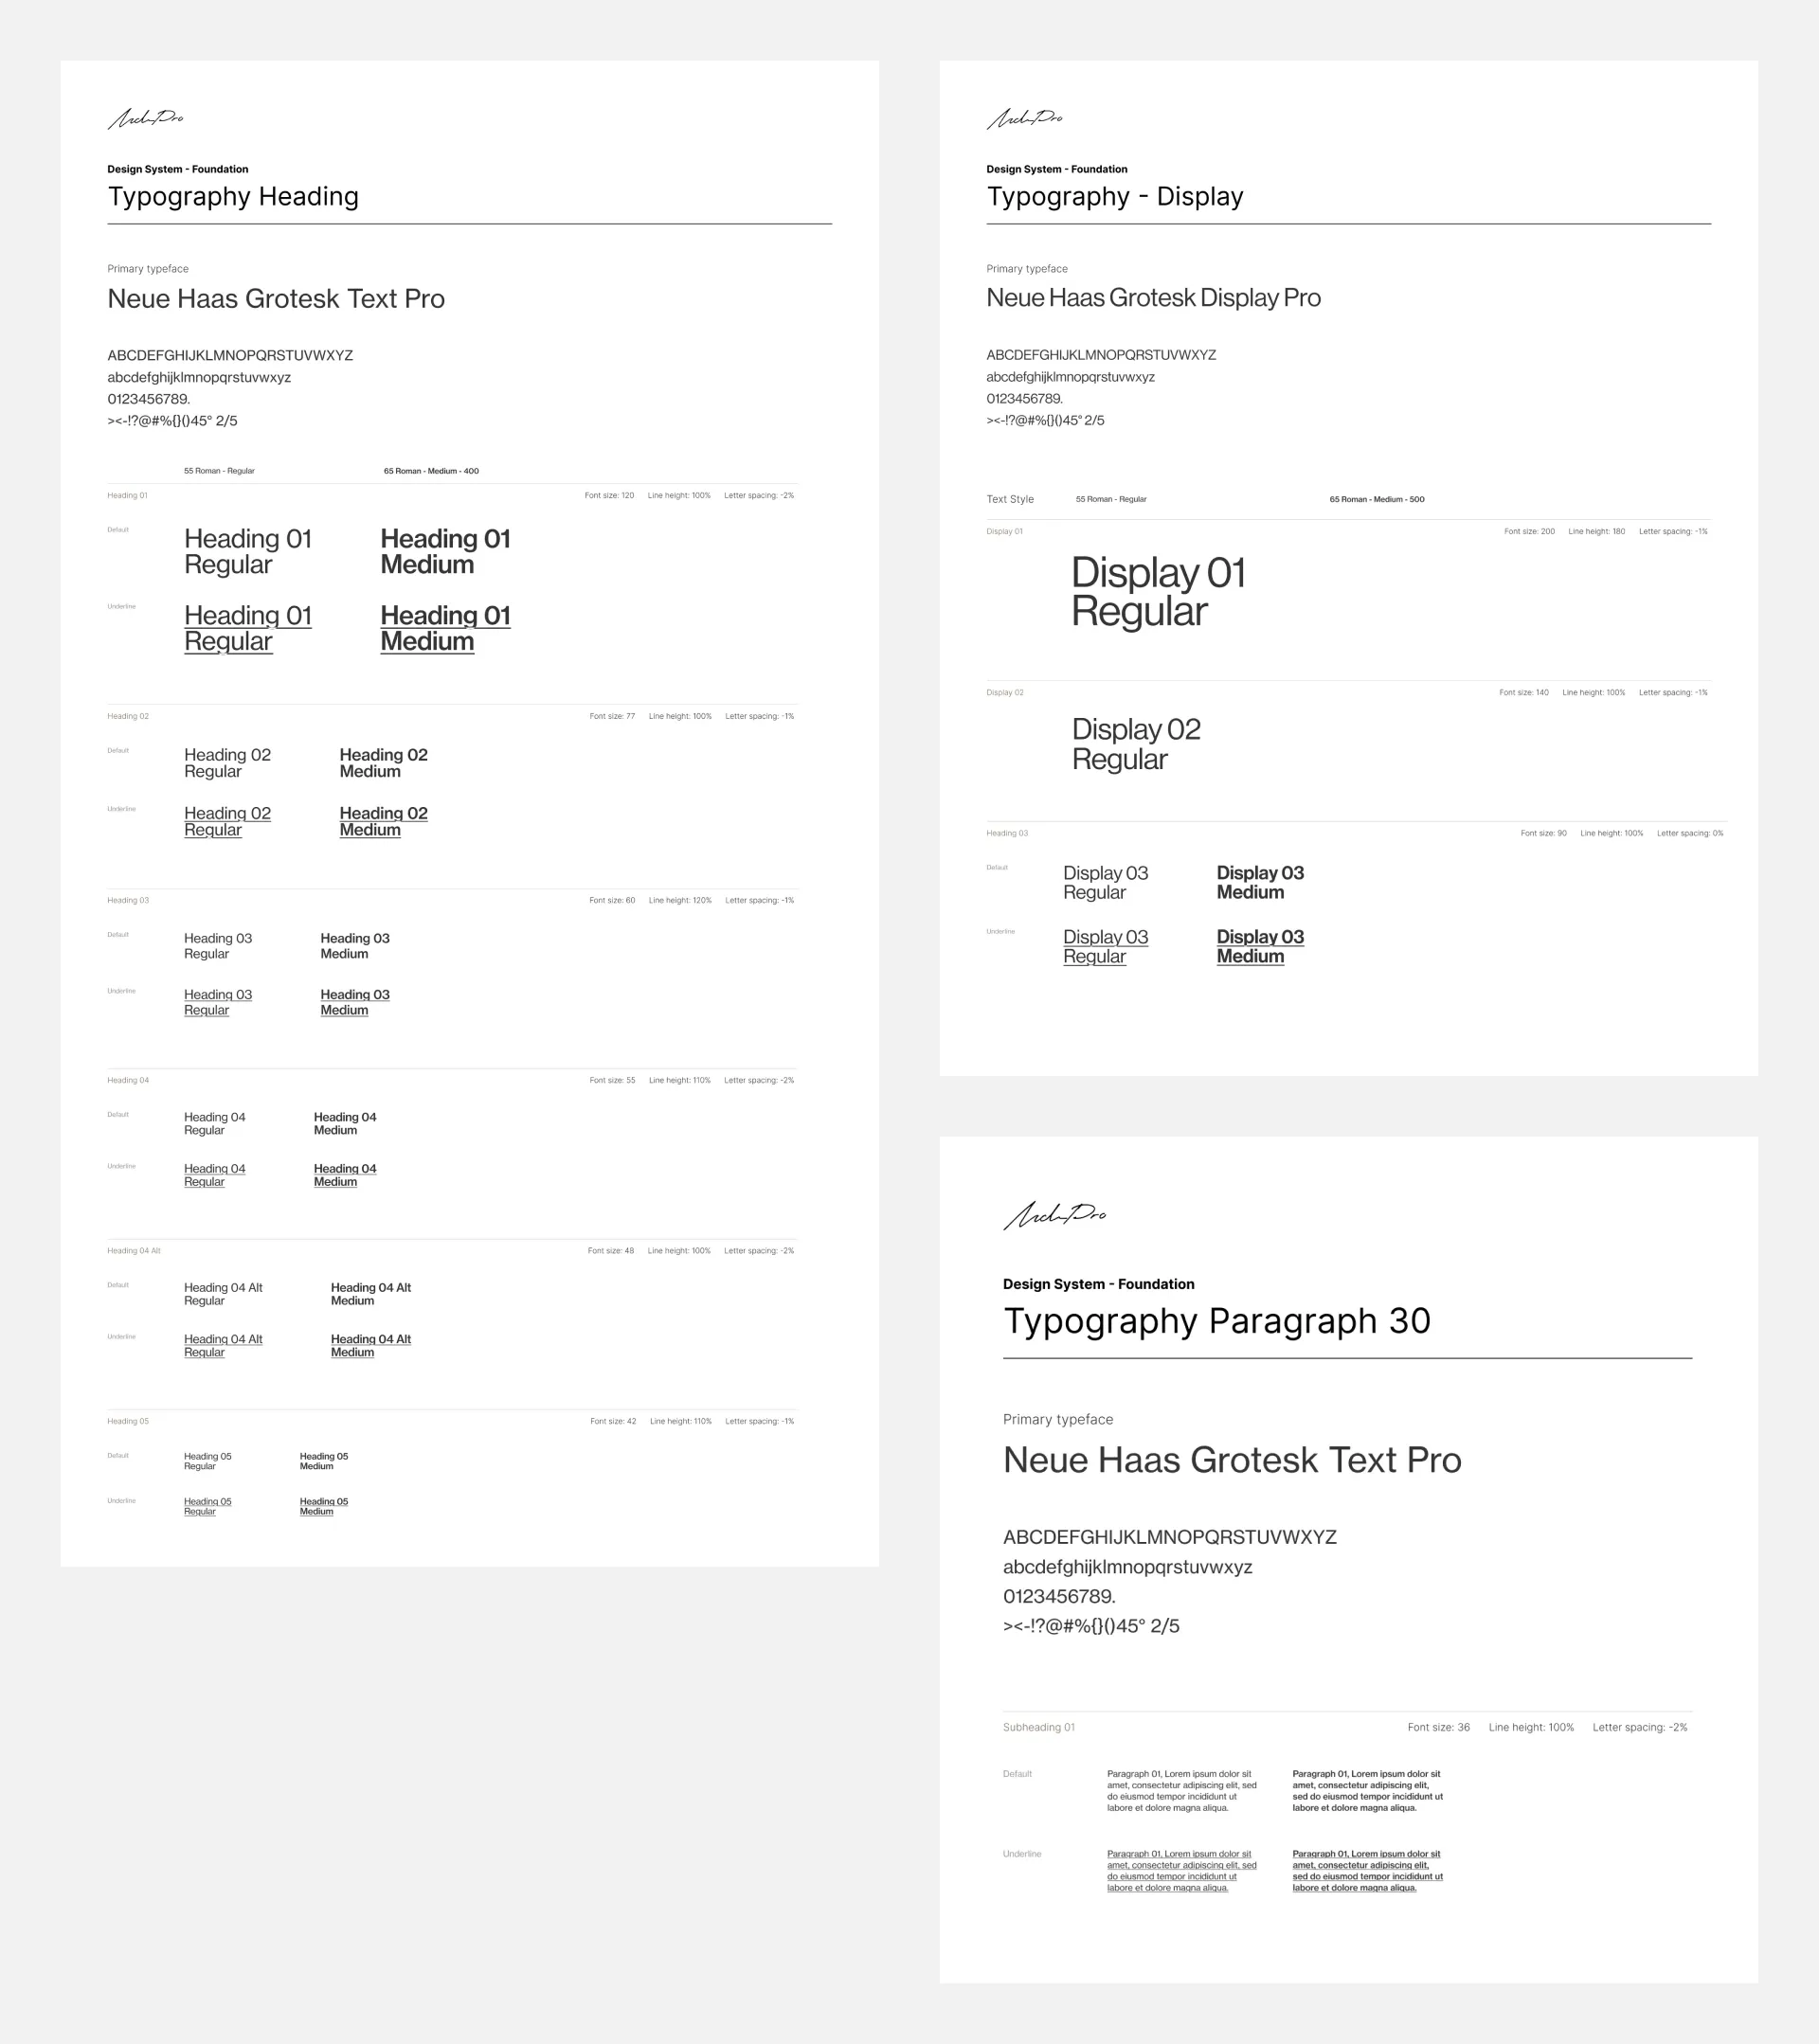 ArchPro
Design System - Foundation
Typography Heading
Primary typeface
Neue Haas Grotesk Text Pro
ABCDEFGHIJKLMNOPQRSTUVWXYZ
abcdefghijklmnopqrstuvwxyz
0123456789.
><-!?@#%{}()45° 2/5
55 Roman - Regular 65 Roman - Medium - 400
Heading 01 Font size: 120 Line height: 100% Letter spacing: -2%
Default
Heading 01 Heading 01
Regular Medium
Underline
Heading 01 Heading 01
Regular Medium
Heading 02 Font size: 77 Line height: 100% Letter spacing: -1%
Default
Heading 02 Heading 02
Regular Medium
Underline
Heading 02 Heading 02
Regular Medium
Heading 03 Font size: 60 Line height: 120% Letter spacing: -1%
Default
Heading 03 Heading 03
Regular Medium
Underline
Heading 03 Heading 03
Regular Medium
Heading 04 Font size: 55 Line height: 110% Letter spacing: -2%
Default
Heading 04 Heading 04
Regular Medium
Underline
Heading 04 Heading 04
Regular Medium
Heading 04 Alt Font size: 48 Line height: 100% Letter spacing: -2%
Default
Heading 04 Alt Heading 04 Alt
Regular Medium
Underline
Heading 04 Alt Heading 04 Alt
Regular Medium
Heading 05 Font size: 42 Line height: 110% Letter spacing: -1%
Default
Heading 05 Heading 05
Regular Medium
Underline
Heading 05 Heading 05
Regular Medium
ArchPro
Design System - Foundation
Typography - Display
Primary typeface
Neue Haas Grotesk Display Pro
ABCDEFGHIJKLMNOPQRSTUVWXYZ
abcdefghijklmnopqrstuvwxyz
0123456789.
><-!?@#%{}()45° 2/5
Text Style 55 Roman - Regular 65 Roman - Medium - 500
Display 01 Font size: 200 Line height: 180 Letter spacing: -1%
Display 01
Regular
Display 02 Font size: 140 Line height: 100% Letter spacing: -1%
Display 02
Regular
Heading 03 Font size: 90 Line height: 100% Letter spacing: 0%
Default
Display 03 Display 03
Regular Medium
Underline
Display 03 Display 03
Regular Medium
ArchPro
Design System - Foundation
Typography Paragraph 30
Primary typeface
Neue Haas Grotesk Text Pro
ABCDEFGHIJKLMNOPQRSTUVWXYZ
abcdefghijklmnopqrstuvwxyz
0123456789.
><-!?@#%{}()45° 2/5
Subheading 01 Font size: 36 Line height: 100% Letter spacing: -2%
Default
Paragraph 01, Lorem ipsum dolor sit
amet, consectetur adipiscing elit, sed
do eiusmod tempor incididunt ut
labore et dolore magna aliqua.
Paragraph 01, Lorem ipsum dolor sit
amet, consectetur adipiscing elit,
sed do eiusmod tempor incididunt ut
labore et dolore magna aliqua.
Underline
Paragraph 01, Lorem ipsum dolor sit
amet, consectetur adipiscing elit, sed
do eiusmod tempor incididunt ut
labore et dolore magna aliqua.
Paragraph 01, Lorem ipsum dolor sit
amet, consectetur adipiscing elit,
sed do eiusmod tempor incididunt ut
labore et dolore magna aliqua.